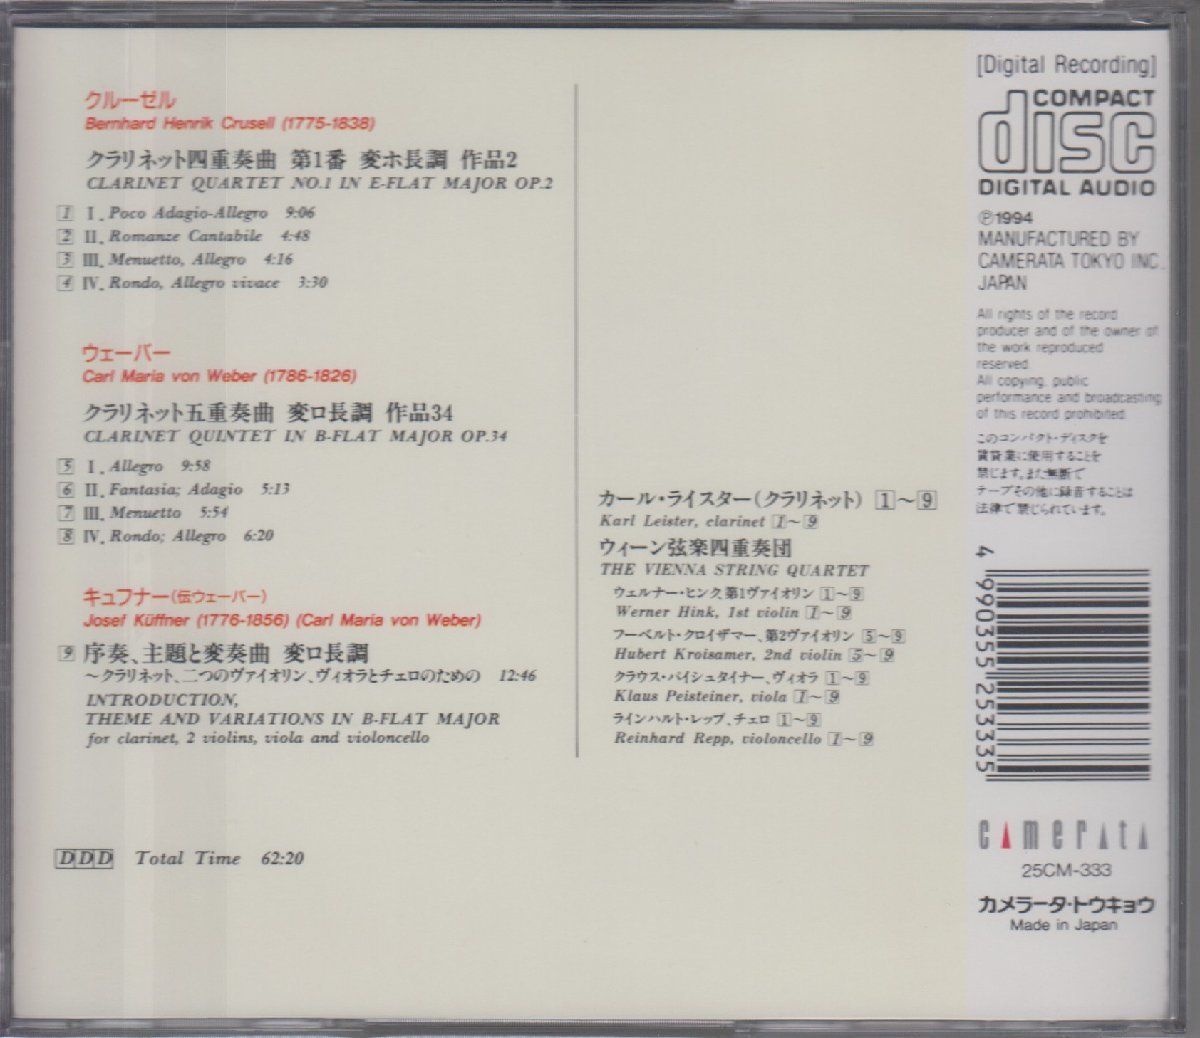 クルーゼル
Bernhard Henrik Crusell (1775-1838)
クラリネット四重奏曲 第1番 変ホ長調 作品2
CLARINET QUARTET NO.1 IN E-FLAT MAJOR OP.2
1 I. Poco Adagio-Allegro 9:06
2 II. Romanze Cantabile 4:48
3 III. Menuetto, Allegro 4:16
4 IV. Rondo, Allegro vivace 3:30
ウェーバー
Carl Maria von Weber (1786-1826)
クラリネット五重奏曲 変ロ長調 作品34
CLARINET QUINTET IN B-FLAT MAJOR OP.34
5 I. Allegro 9:58
6 II. Fantasia; Adagio 5:13
7 III. Menuetto 5:54
8 IV. Rondo; Allegro 6:20
キュフナー(伝ウェーバー)
Josef Küffner (1776-1856) (Carl Maria von Weber)
9 序奏、主題と変奏曲 変ロ長調
〜クラリネット、二つのヴァイオリン、ヴィオラとチェロのための 12:46
INTRODUCTION,
THEME AND VARIATIONS IN B-FLAT MAJOR
for clarinet, 2 violins, viola and violoncello
DDD Total Time 62:20
カール・ライスター(クラリネット) 1〜9
Karl Leister, clarinet 1〜9
ウィーン弦楽四重奏団
THE VIENNA STRING QUARTET
ウェルナー・ヒンク、第1ヴァイオリン 1〜9
Werner Hink, 1st violin 1〜9
フーベルト・クロイザマー、第2ヴァイオリン 5〜9
Hubert Kroisamer, 2nd violin 5〜9
クラウス・パイシュタイナー、ヴィオラ 1〜9
Klaus Peisteiner, viola 1〜9
ラインハルト・レップ、チェロ 1〜9
Reinhard Repp, violoncello 1〜9
[Digital Recording]
COMPACT
disc
DIGITAL AUDIO
℗1994
MANUFACTURED BY
CAMERATA TOKYO INC.
JAPAN
All rights of the record
producer and of the owner of
the work reproduced
reserved.
All copying, public
performance and broadcasting
of this record prohibited.
このコンパクト・ディスクを
賃貸業に使用することを
禁じます。また無断で
テープその他に録音することは
法律で禁じられています。
4 990355 253335
camerata
25CM-333
カメラータ・トウキョウ
Made in Japan